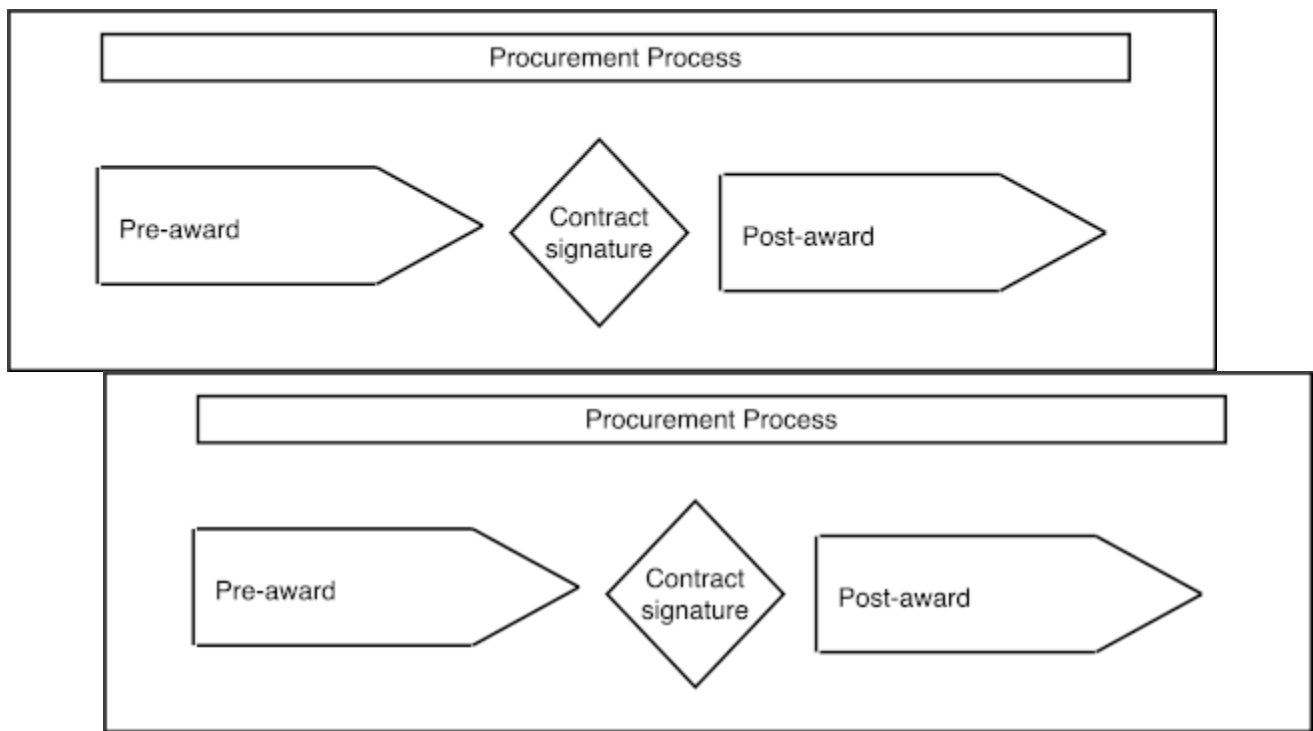 Procurement Process
Pre-award
Contract
signature
Post-award
Procurement Process
Pre-award
Contract
signature
Post-award